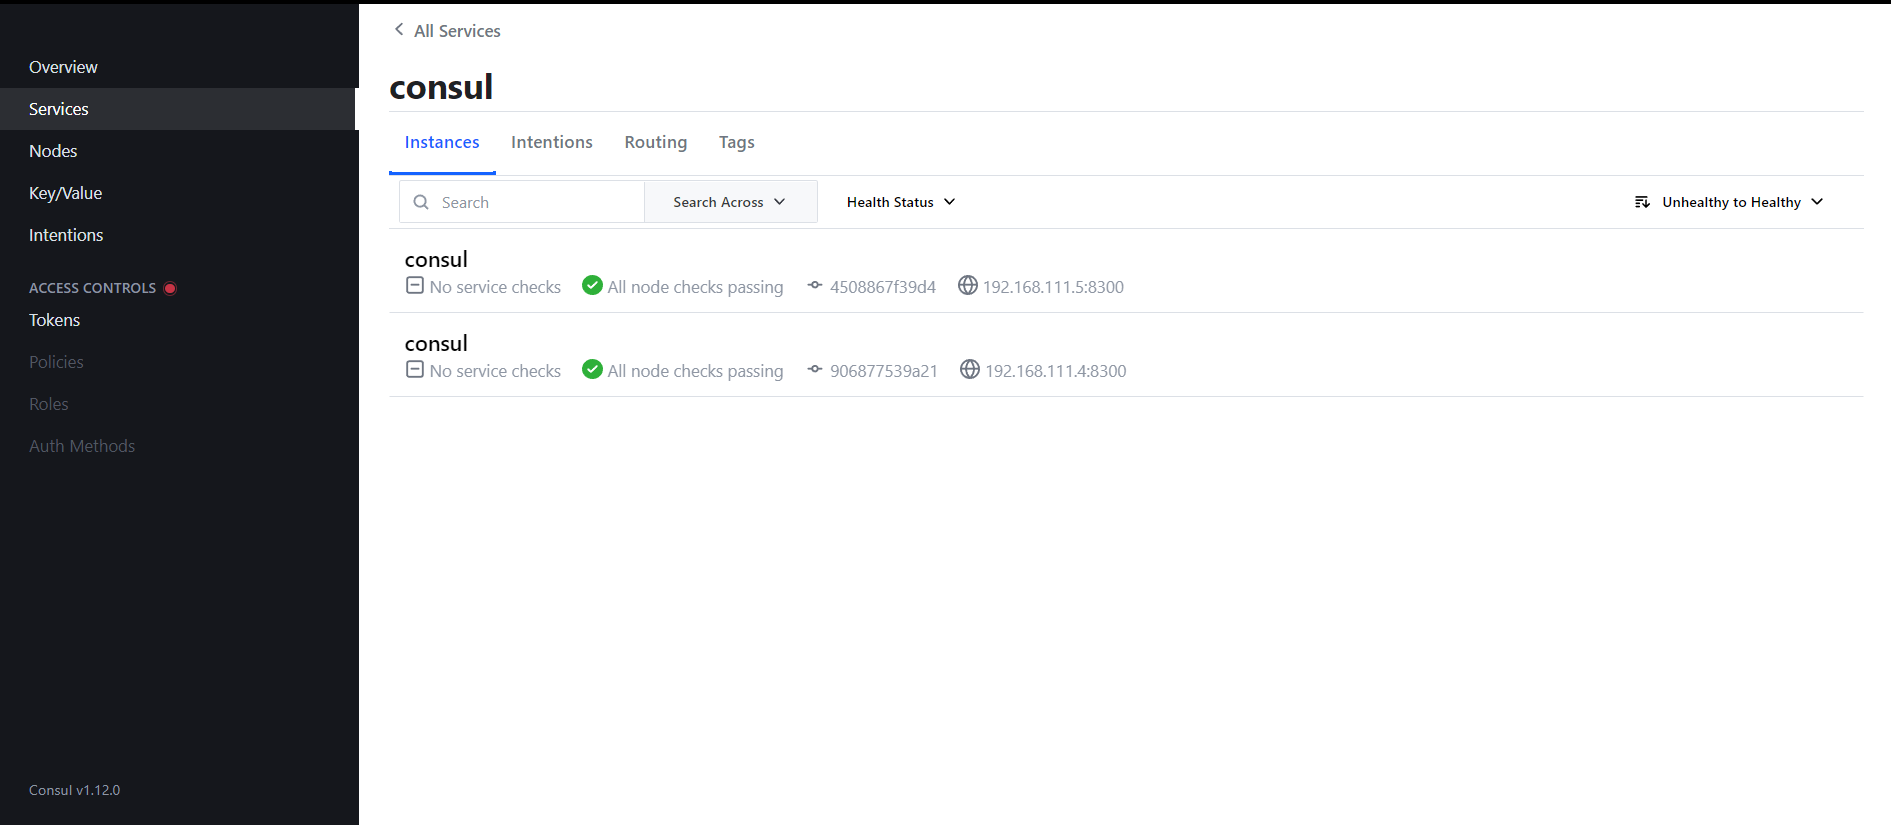 Overview
Services
Nodes
Key/Value
Intentions
ACCESS CONTROLS
Tokens
Policies
Roles
Auth Methods
Consul v1.12.0
All Services
consul
Instances Intentions Routing Tags
Search Search Across Health Status Unhealthy to Healthy
consul
No service checks All node checks passing 4508867f39d4 192.168.111.5:8300
consul
No service checks All node checks passing 906877539a21 192.168.111.4:8300